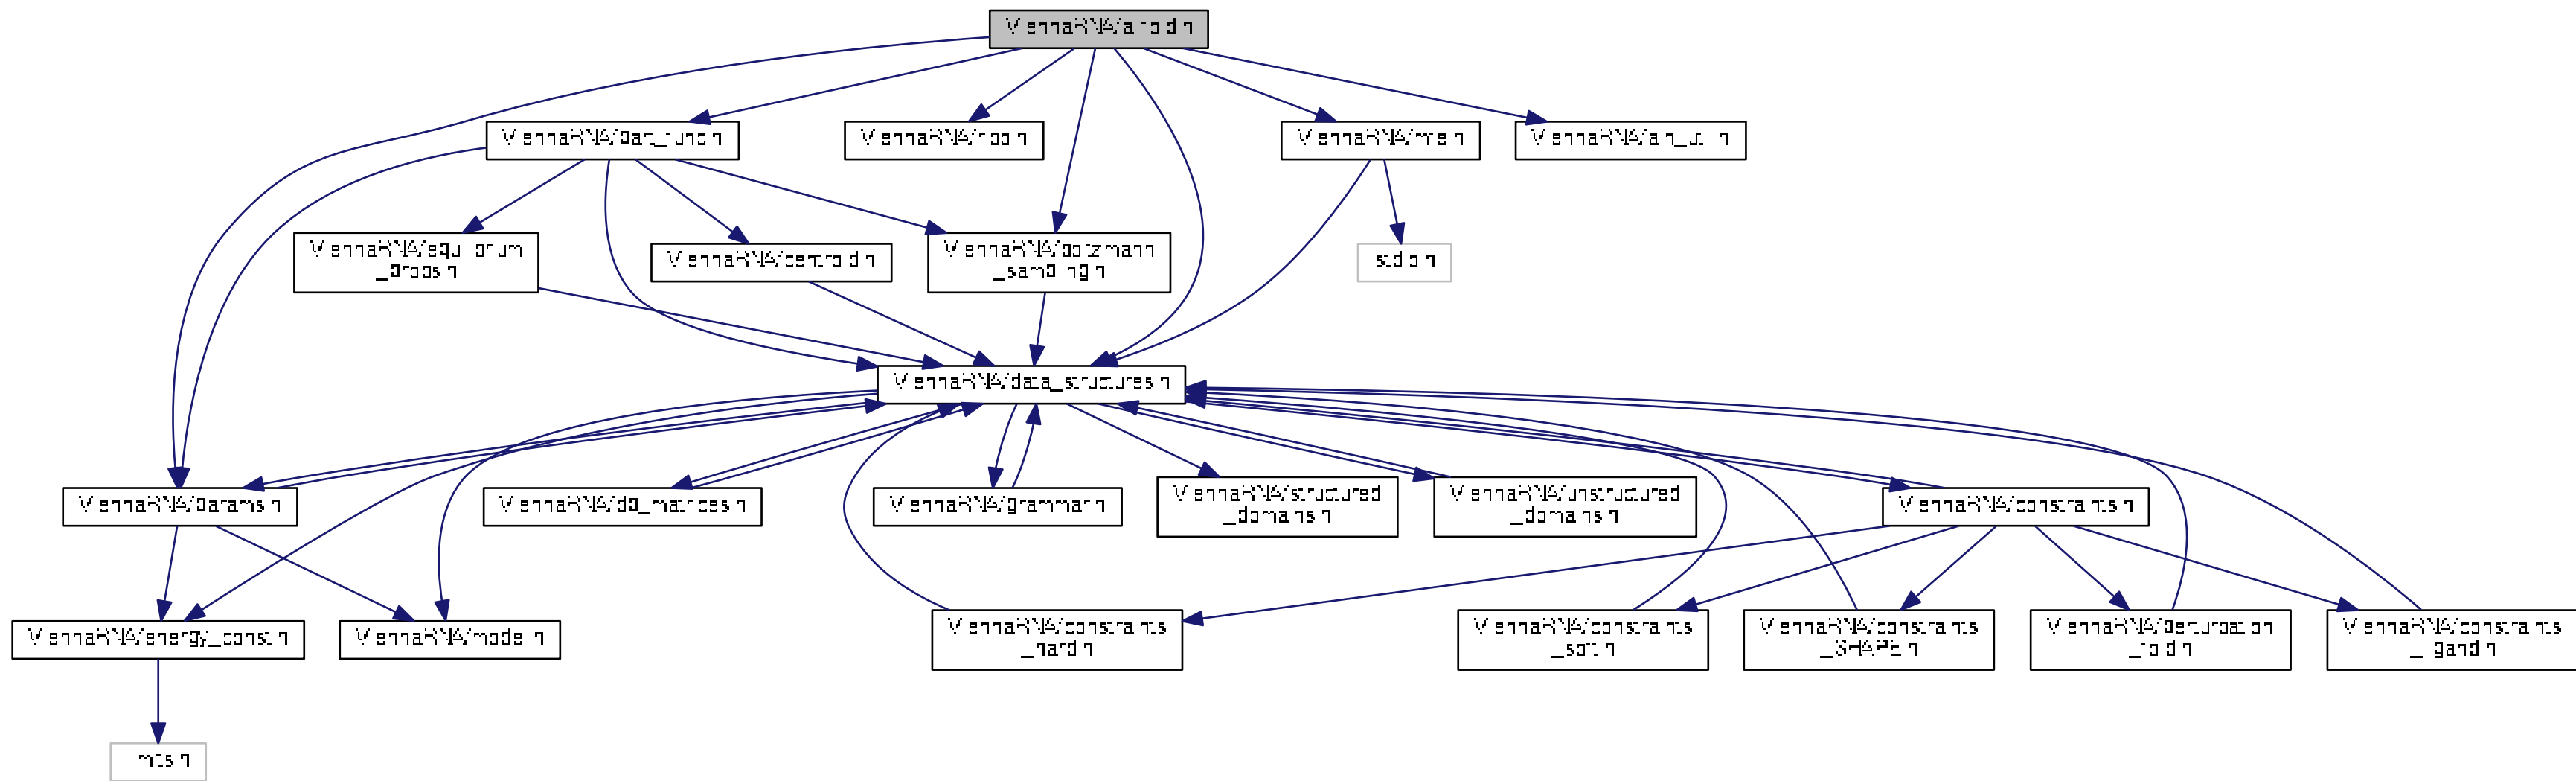 ViennaRNA/alifold.h
ViennaRNA/part_func.h
ViennaRNA/ribo.h
ViennaRNA/mfe.h
ViennaRNA/aln_util.h
ViennaRNA/equilibrium
_probs.h
ViennaRNA/centroid.h
ViennaRNA/boltzmann
_sampling.h
stdio.h
ViennaRNA/data_structures.h
ViennaRNA/params.h
ViennaRNA/dp_matrices.h
ViennaRNA/grammar.h
ViennaRNA/structured
_domains.h
ViennaRNA/unstructured
_domains.h
ViennaRNA/constraints.h
ViennaRNA/energy_const.h
ViennaRNA/model.h
ViennaRNA/constraints
_hard.h
ViennaRNA/constraints
_soft.h
ViennaRNA/constraints
_SHAPE.h
ViennaRNA/perturbation
_fold.h
ViennaRNA/constraints
_ligand.h
limits.h